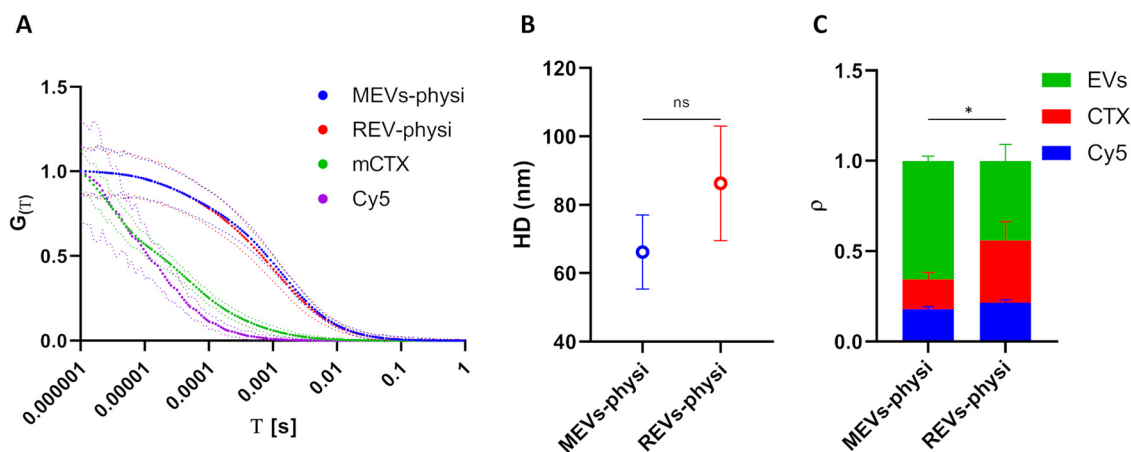 A
G(T)
1.5
1.0
0.5
0.0
0.000001
0.00001
0.0001
0.001
0.01
0.1
1
T [s]
MEVs-physi
REV-physi
mCTX
Cy5
B
HD (nm)
120
100
80
60
40
ns
MEVs-physi
REVs-physi
C
ρ
1.5
1.0
0.5
0.0
*
MEVs-physi
REVs-physi
EVs
CTX
Cy5